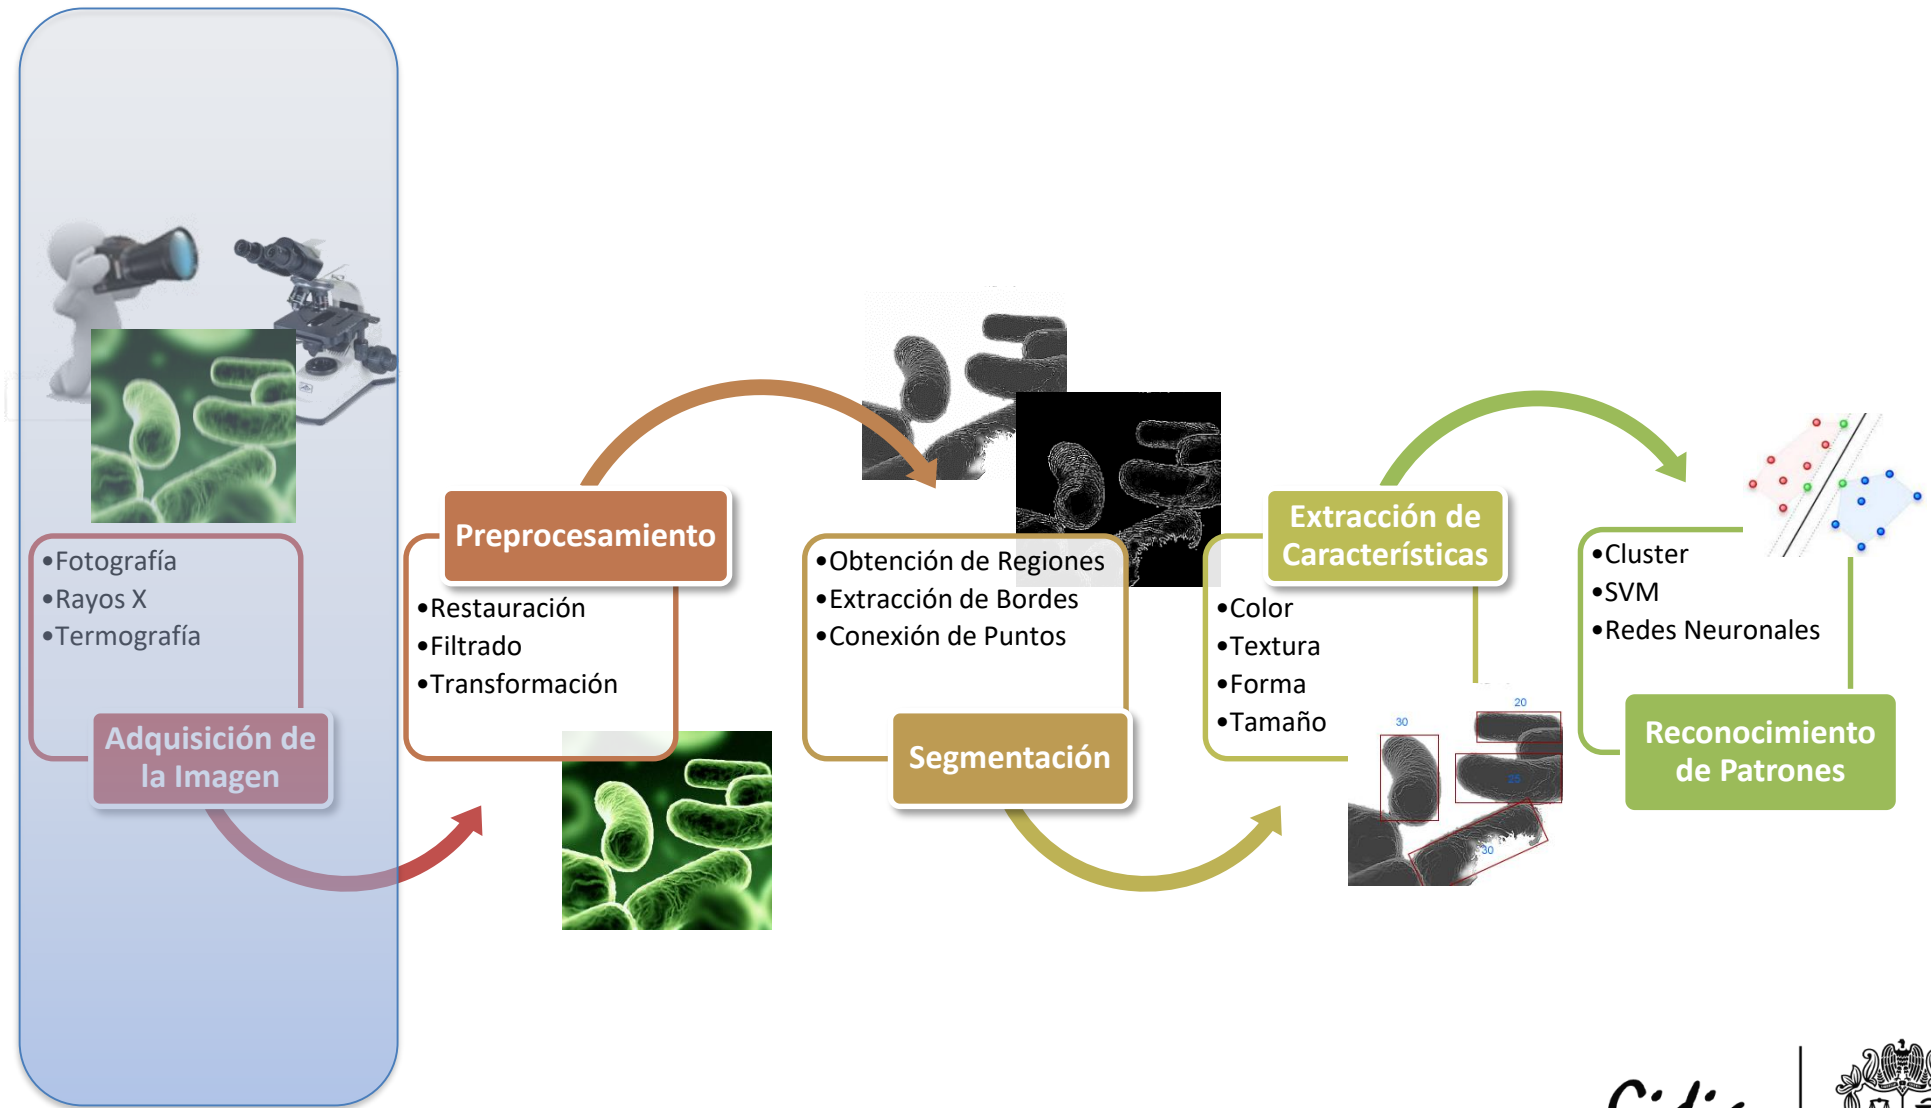 •Fotografía
•Rayos X
•Termografía
Adquisición de
la Imagen
Preprocesamiento
•Restauración
•Filtrado
•Transformación
•Obtención de Regiones
•Extracción de Bordes
•Conexión de Puntos
Segmentación
Extracción de
Características
•Color
•Textura
•Forma
•Tamaño
30
20
25
30
•Cluster
•SVM
•Redes Neuronales
Reconocimiento
de Patrones